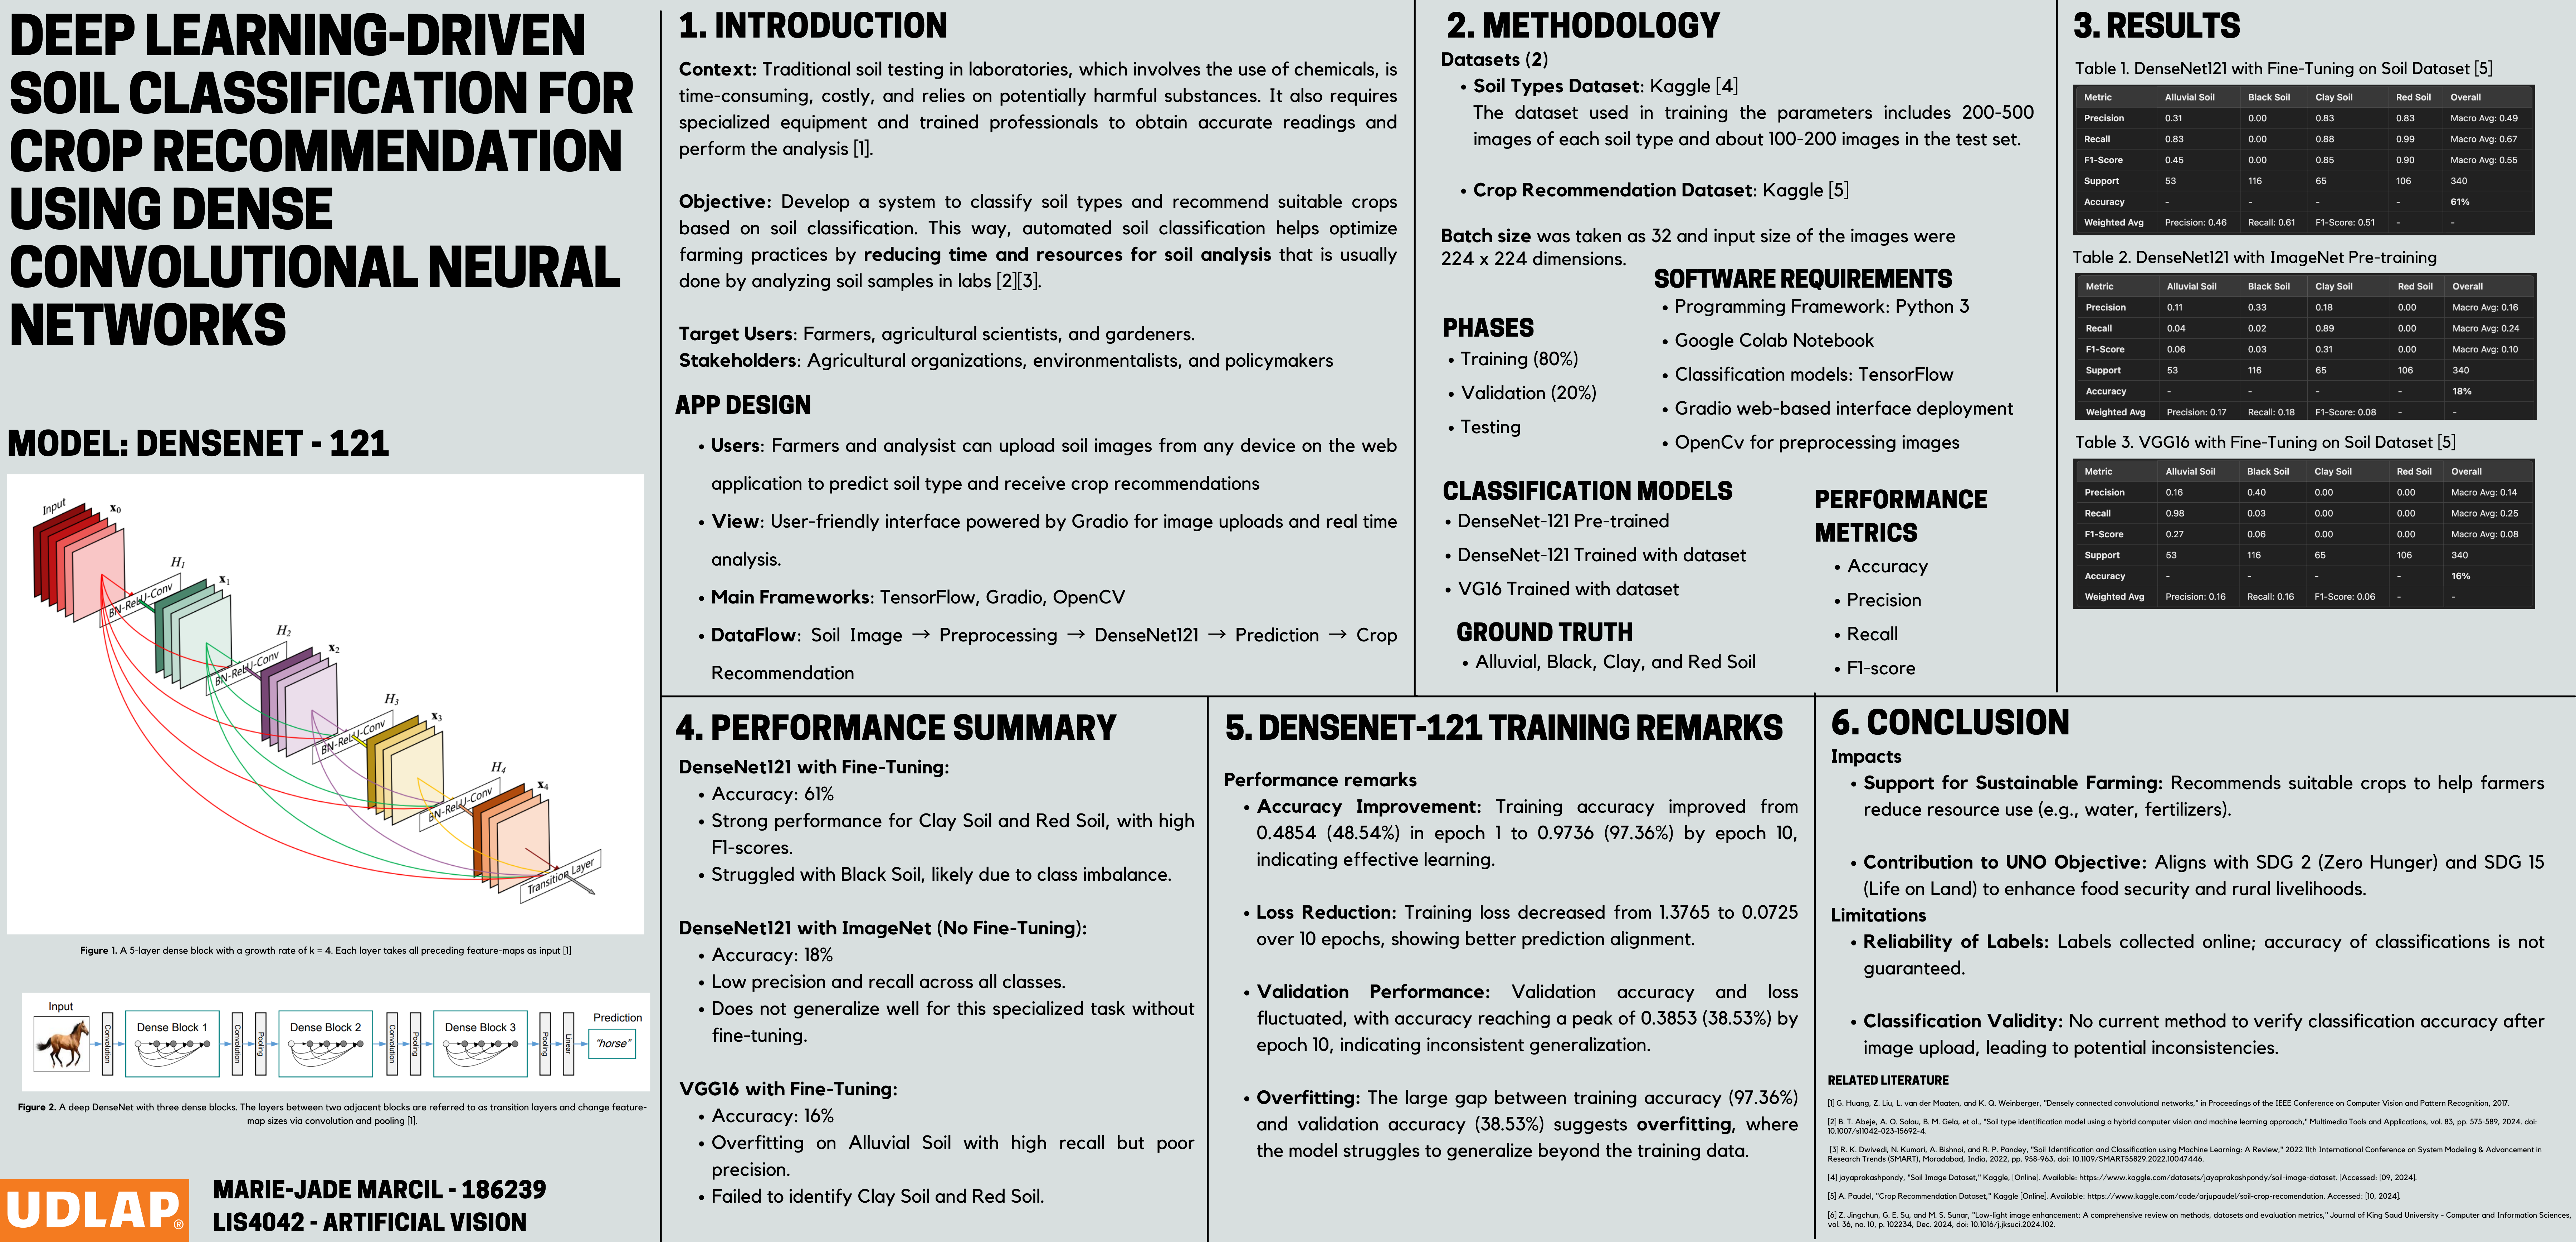 DEEP LEARNING-DRIVEN
SOIL CLASSIFICATION FOR
CROP RECOMMENDATION
USING DENSE
CONVOLUTIONAL NEURAL
NETWORKS
MODEL: DENSENET - 121
Input
x0
H1
BN-ReLU-Conv
x1
H2
BN-ReLU-Conv
x2
H3
BN-ReLU-Conv
x3
H4
BN-ReLU-Conv
x4
Transition Layer
Figure 1. A 5-layer dense block with a growth rate of k = 4. Each layer takes all preceding feature-maps as input [1]
Input
Convolution
Dense Block 1
Convolution
Pooling
Dense Block 2
Convolution
Pooling
Dense Block 3
Pooling
Linear
Prediction
"horse"
Figure 2. A deep DenseNet with three dense blocks. The layers between two adjacent blocks are referred to as transition layers and change feature-
map sizes via convolution and pooling [1].
UDLAP®
MARIE-JADE MARCIL - 186239
LIS4042 - ARTIFICIAL VISION
1. INTRODUCTION
Context: Traditional soil testing in laboratories, which involves the use of chemicals, is
time-consuming, costly, and relies on potentially harmful substances. It also requires
specialized equipment and trained professionals to obtain accurate readings and
perform the analysis [1].
Objective: Develop a system to classify soil types and recommend suitable crops
based on soil classification. This way, automated soil classification helps optimize
farming practices by reducing time and resources for soil analysis that is usually
done by analyzing soil samples in labs [2][3].
Target Users: Farmers, agricultural scientists, and gardeners.
Stakeholders: Agricultural organizations, environmentalists, and policymakers
APP DESIGN
• Users: Farmers and analysist can upload soil images from any device on the web
application to predict soil type and receive crop recommendations
• View: User-friendly interface powered by Gradio for image uploads and real time
analysis.
• Main Frameworks: TensorFlow, Gradio, OpenCV
• DataFlow: Soil Image → Preprocessing → DenseNet121 → Prediction → Crop
Recommendation
2. METHODOLOGY
Datasets (2)
• Soil Types Dataset: Kaggle [4]
The dataset used in training the parameters includes 200-500
images of each soil type and about 100-200 images in the test set.
• Crop Recommendation Dataset: Kaggle [5]
Batch size was taken as 32 and input size of the images were
224 x 224 dimensions.
PHASES
• Training (80%)
• Validation (20%)
• Testing
SOFTWARE REQUIREMENTS
• Programming Framework: Python 3
• Google Colab Notebook
• Classification models: TensorFlow
• Gradio web-based interface deployment
• OpenCv for preprocessing images
CLASSIFICATION MODELS
• DenseNet-121 Pre-trained
• DenseNet-121 Trained with dataset
• VG16 Trained with dataset
GROUND TRUTH
• Alluvial, Black, Clay, and Red Soil
PERFORMANCE
METRICS
• Accuracy
• Precision
• Recall
• F1-score
3. RESULTS
Table 1. DenseNet121 with Fine-Tuning on Soil Dataset [5]
Metric Alluvial Soil Black Soil Clay Soil Red Soil Overall
Precision 0.31 0.00 0.83 0.83 Macro Avg: 0.49
Recall 0.83 0.00 0.88 0.99 Macro Avg: 0.67
F1-Score 0.45 0.00 0.85 0.90 Macro Avg: 0.55
Support 53 116 65 106 340
Accuracy - - - - 61%
Weighted Avg Precision: 0.46 Recall: 0.61 F1-Score: 0.51 - -
Table 2. DenseNet121 with ImageNet Pre-training
Metric Alluvial Soil Black Soil Clay Soil Red Soil Overall
Precision 0.11 0.33 0.18 0.00 Macro Avg: 0.16
Recall 0.04 0.02 0.89 0.00 Macro Avg: 0.24
F1-Score 0.06 0.03 0.31 0.00 Macro Avg: 0.10
Support 53 116 65 106 340
Accuracy - - - - 18%
Weighted Avg Precision: 0.17 Recall: 0.18 F1-Score: 0.08 - -
Table 3. VGG16 with Fine-Tuning on Soil Dataset [5]
Metric Alluvial Soil Black Soil Clay Soil Red Soil Overall
Precision 0.16 0.40 0.00 0.00 Macro Avg: 0.14
Recall 0.98 0.03 0.00 0.00 Macro Avg: 0.25
F1-Score 0.27 0.06 0.00 0.00 Macro Avg: 0.08
Support 53 116 65 106 340
Accuracy - - - - 16%
Weighted Avg Precision: 0.16 Recall: 0.16 F1-Score: 0.06 - -
4. PERFORMANCE SUMMARY
DenseNet121 with Fine-Tuning:
• Accuracy: 61%
• Strong performance for Clay Soil and Red Soil, with high
F1-scores.
• Struggled with Black Soil, likely due to class imbalance.
DenseNet121 with ImageNet (No Fine-Tuning):
• Accuracy: 18%
• Low precision and recall across all classes.
• Does not generalize well for this specialized task without
fine-tuning.
VGG16 with Fine-Tuning:
• Accuracy: 16%
• Overfitting on Alluvial Soil with high recall but poor
precision.
• Failed to identify Clay Soil and Red Soil.
5. DENSENET-121 TRAINING REMARKS
Performance remarks
• Accuracy Improvement: Training accuracy improved from
0.4854 (48.54%) in epoch 1 to 0.9736 (97.36%) by epoch 10,
indicating effective learning.
• Loss Reduction: Training loss decreased from 1.3765 to 0.0725
over 10 epochs, showing better prediction alignment.
• Validation Performance: Validation accuracy and loss
fluctuated, with accuracy reaching a peak of 0.3853 (38.53%) by
epoch 10, indicating inconsistent generalization.
• Overfitting: The large gap between training accuracy (97.36%)
and validation accuracy (38.53%) suggests overfitting, where
the model struggles to generalize beyond the training data.
6. CONCLUSION
Impacts
• Support for Sustainable Farming: Recommends suitable crops to help farmers
reduce resource use (e.g., water, fertilizers).
• Contribution to UNO Objective: Aligns with SDG 2 (Zero Hunger) and SDG 15
(Life on Land) to enhance food security and rural livelihoods.
Limitations
• Reliability of Labels: Labels collected online; accuracy of classifications is not
guaranteed.
• Classification Validity: No current method to verify classification accuracy after
image upload, leading to potential inconsistencies.
RELATED LITERATURE
[1] G. Huang, Z. Liu, L. van der Maaten, and K. Q. Weinberger, "Densely connected convolutional networks," in Proceedings of the IEEE Conference on Computer Vision and Pattern Recognition, 2017.
[2] B. T. Abeje, A. O. Salau, B. M. Gela, et al., "Soil type identification model using a hybrid computer vision and machine learning approach," Multimedia Tools and Applications, vol. 83, pp. 575-589, 2024. doi:
10.1007/s11042-023-15692-4.
[3] R. K. Dwivedi, N. Kumari, A. Bishnoi, and R. P. Pandey, "Soil Identification and Classification using Machine Learning: A Review," 2022 11th International Conference on System Modeling & Advancement in
Research Trends (SMART), Moradabad, India, 2022, pp. 958-963, doi: 10.1109/SMART55829.2022.10047446.
[4] jayaprakashpondy, "Soil Image Dataset," Kaggle, [Online]. Available: https://www.kaggle.com/datasets/jayaprakashpondy/soil-image-dataset. [Accessed: [09, 2024].
[5] A. Paudel, "Crop Recommendation Dataset," Kaggle [Online]. Available: https://www.kaggle.com/code/arjupaudel/soil-crop-recomendation. Accessed: [10, 2024].
[6] Z. Jingchun, G. E. Su, and M. S. Sunar, "Low-light image enhancement: A comprehensive review on methods, datasets and evaluation metrics," Journal of King Saud University - Computer and Information Sciences,
vol. 36, no. 10, p. 102234, Dec. 2024, doi: 10.1016/j.jksuci.2024.102.